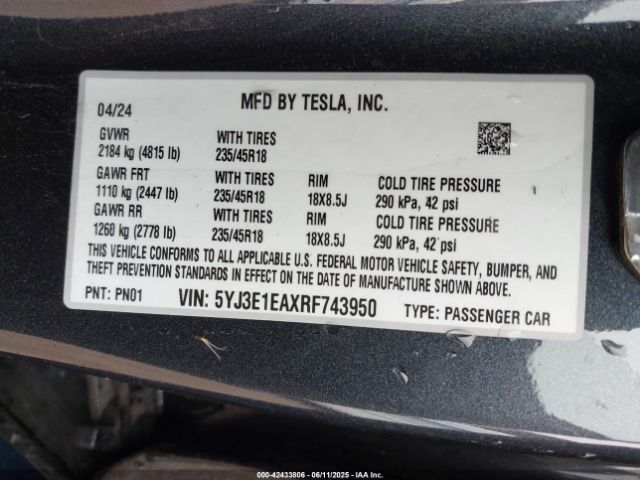 04/24 MFD BY TESLA, INC.
GVWR WITH TIRES
2184 kg (4815 lb) 235/45R18
GAWR FRT WITH TIRES RIM COLD TIRE PRESSURE
1110 kg (2447 lb) 235/45R18 18X8.5J 290 kPa, 42 psi
GAWR RR WITH TIRES RIM COLD TIRE PRESSURE
1260 kg (2778 lb) 235/45R18 18X8.5J 290 kPa, 42 psi
THIS VEHICLE CONFORMS TO ALL APPLICABLE U.S. FEDERAL MOTOR VEHICLE SAFETY, BUMPER, AND
THEFT PREVENTION STANDARDS IN EFFECT ON THE DATE OF MANUFACTURE SHOWN ABOVE.
PNT: PN01 VIN: 5YJ3E1EAXRF743950 TYPE: PASSENGER CAR
000-42433806 - 06/11/2025 - IAA Inc.